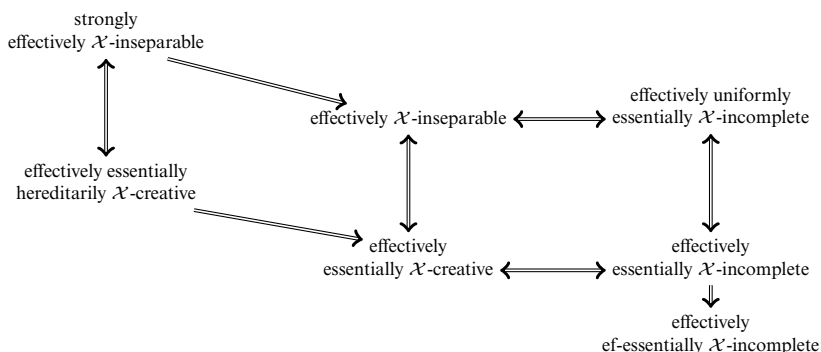 strongly
effectively 𝒳-inseparable
effectively 𝒳-inseparable
effectively uniformly
essentially 𝒳-incomplete
effectively essentially
hereditarily 𝒳-creative
effectively
essentially 𝒳-creative
effectively
essentially 𝒳-incomplete
effectively
ef-essentially 𝒳-incomplete